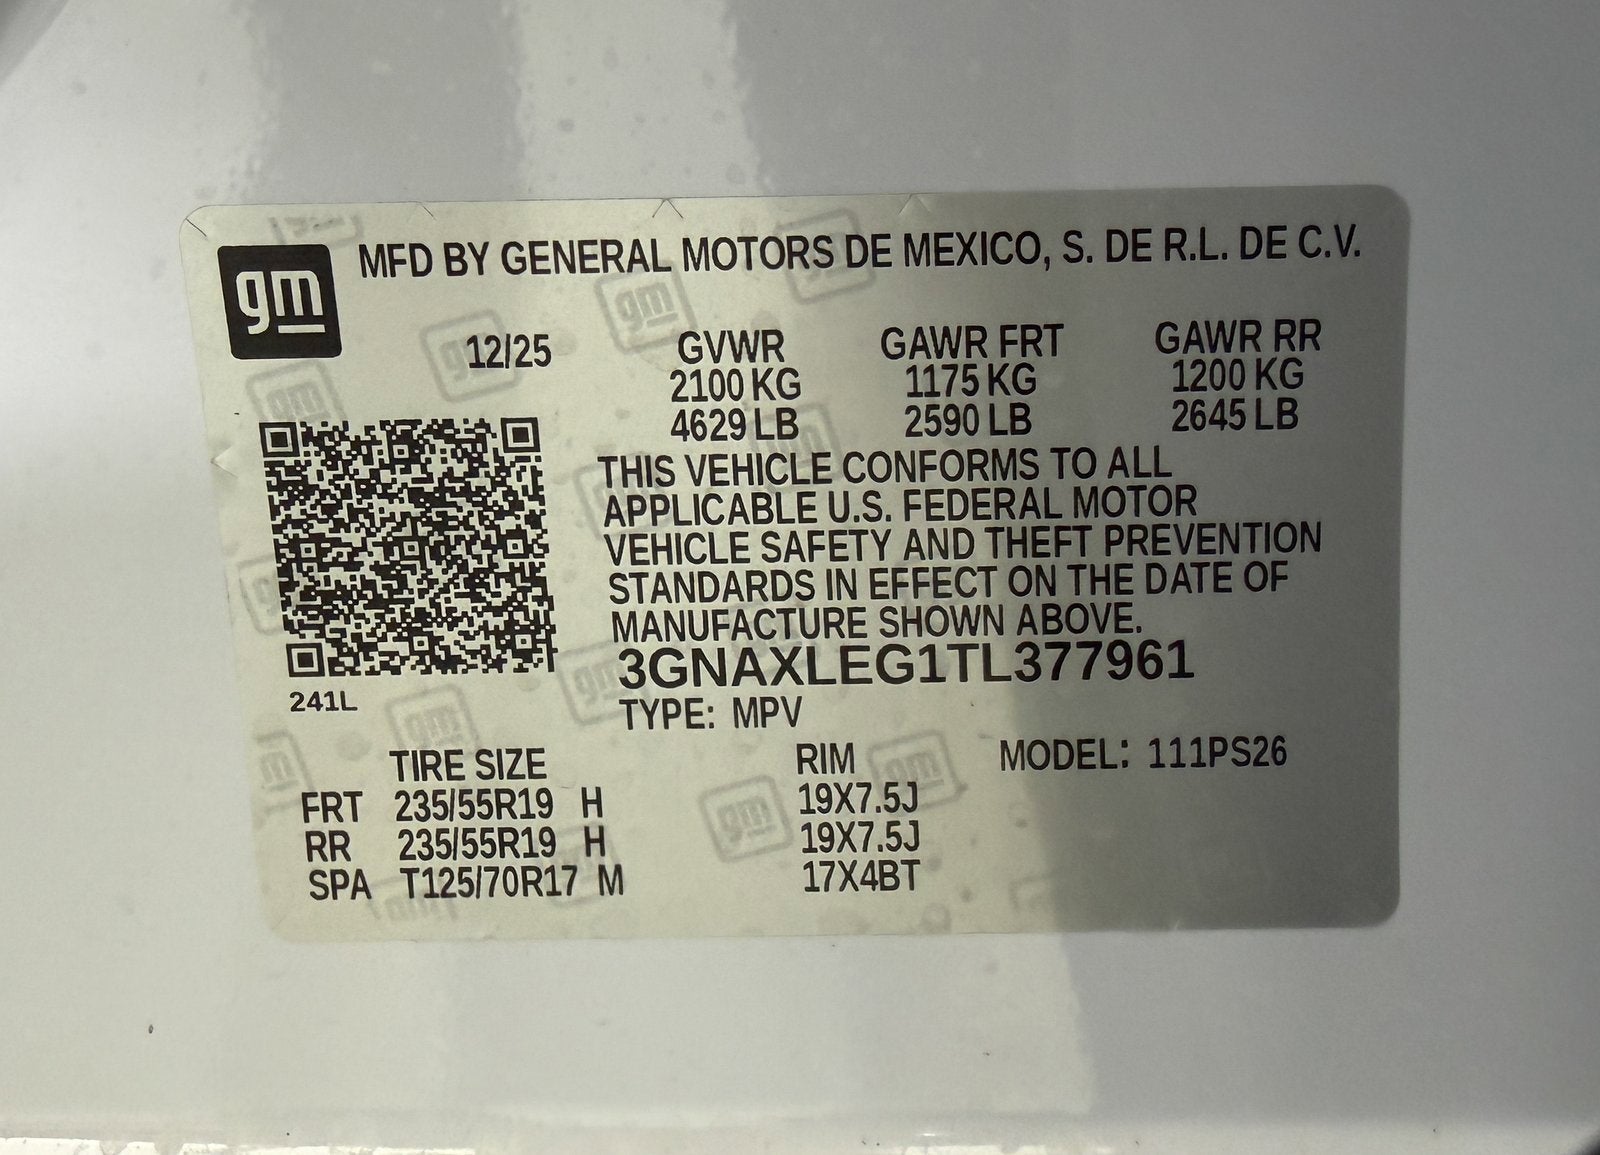 gm MFD BY GENERAL MOTORS DE MEXICO, S. DE R.L. DE C.V.
12/25 GVWR GAWR FRT GAWR RR
2100 KG 1175 KG 1200 KG
4629 LB 2590 LB 2645 LB
THIS VEHICLE CONFORMS TO ALL
APPLICABLE U.S. FEDERAL MOTOR
VEHICLE SAFETY AND THEFT PREVENTION
STANDARDS IN EFFECT ON THE DATE OF
MANUFACTURE SHOWN ABOVE.
3GNAXLEG1TL377961
241L
TYPE: MPV
TIRE SIZE RIM MODEL: 111PS26
FRT 235/55R19 H 19X7.5J
RR 235/55R19 H 19X7.5J
SPA T125/70R17 M 17X4BT